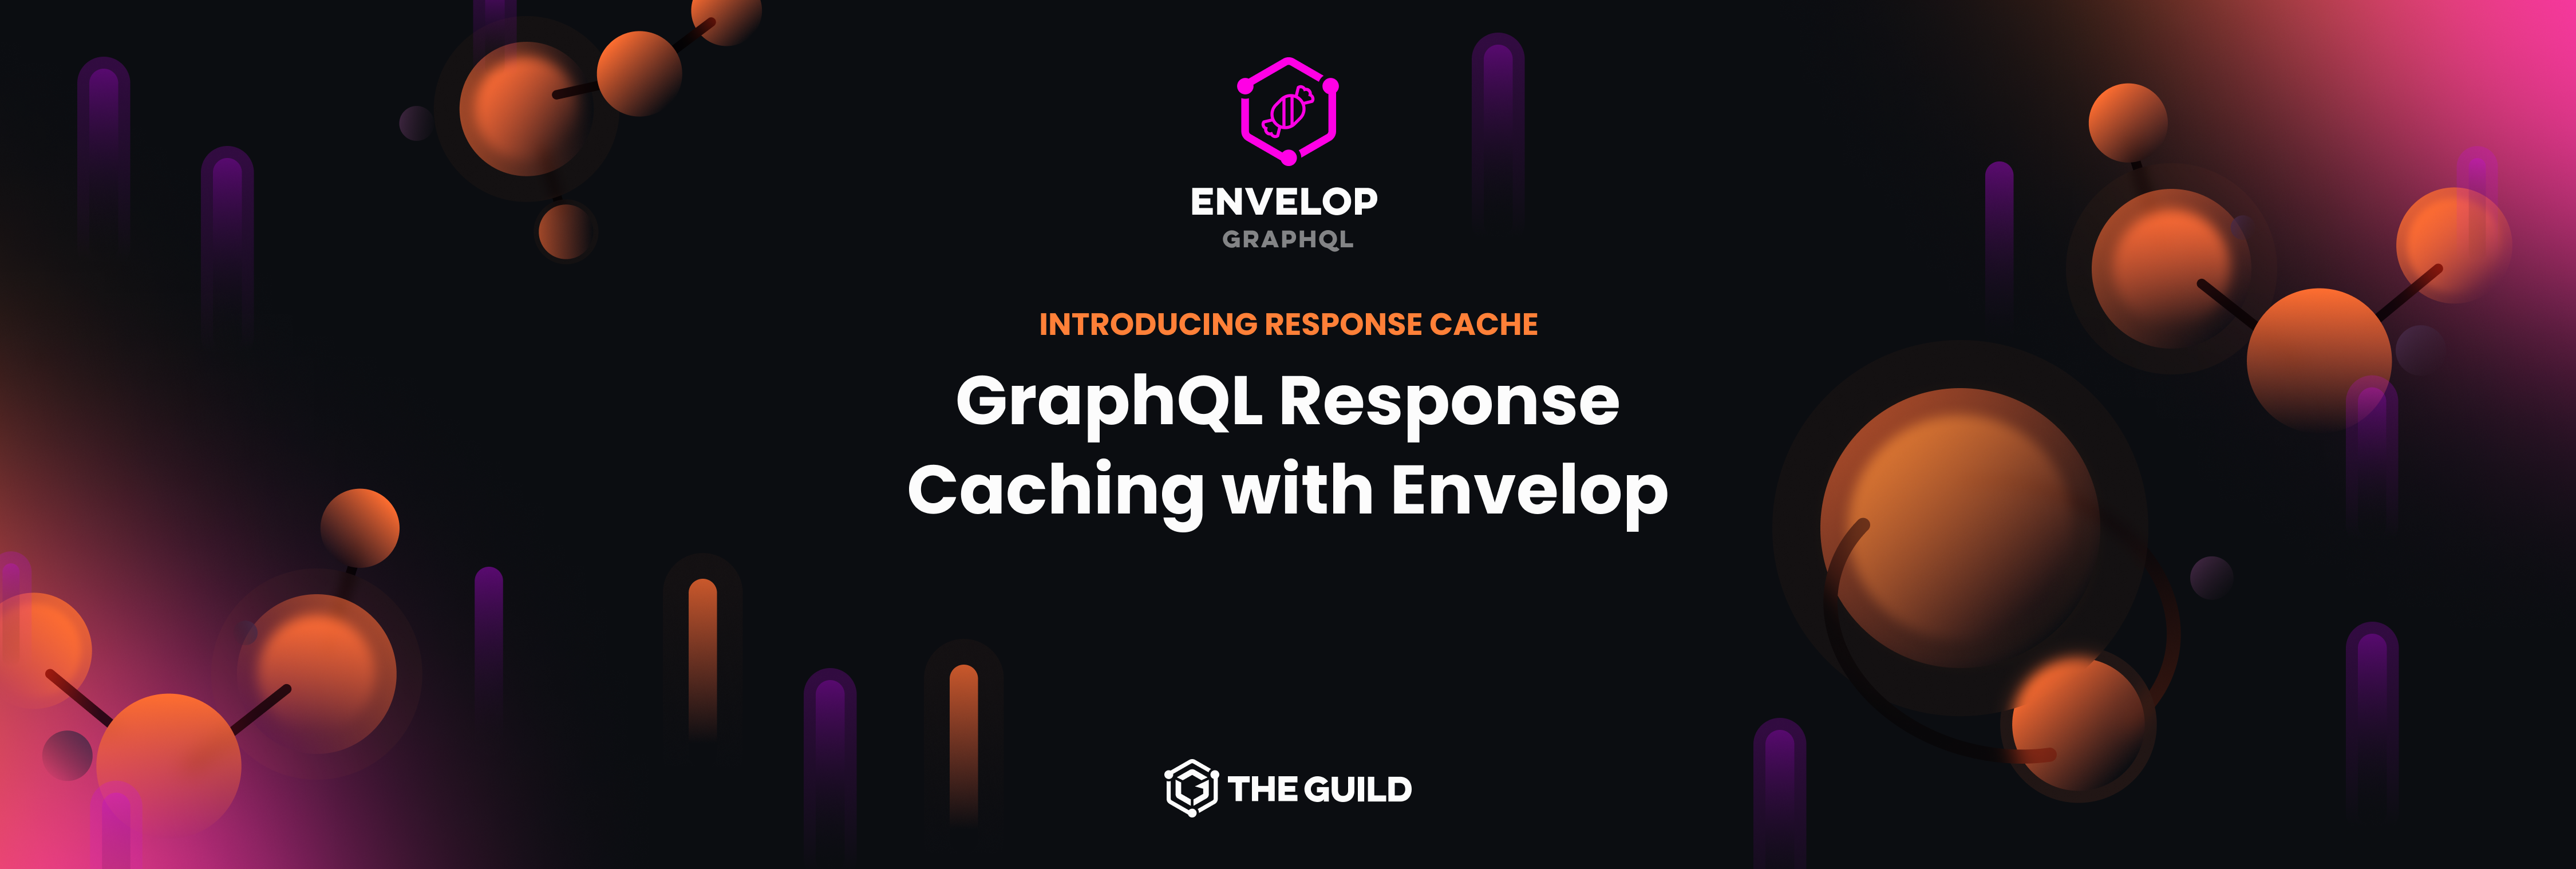 ENVELOP
GRAPHQL
INTRODUCING RESPONSE CACHE
GraphQL Response
Caching with Envelop
THE GUILD